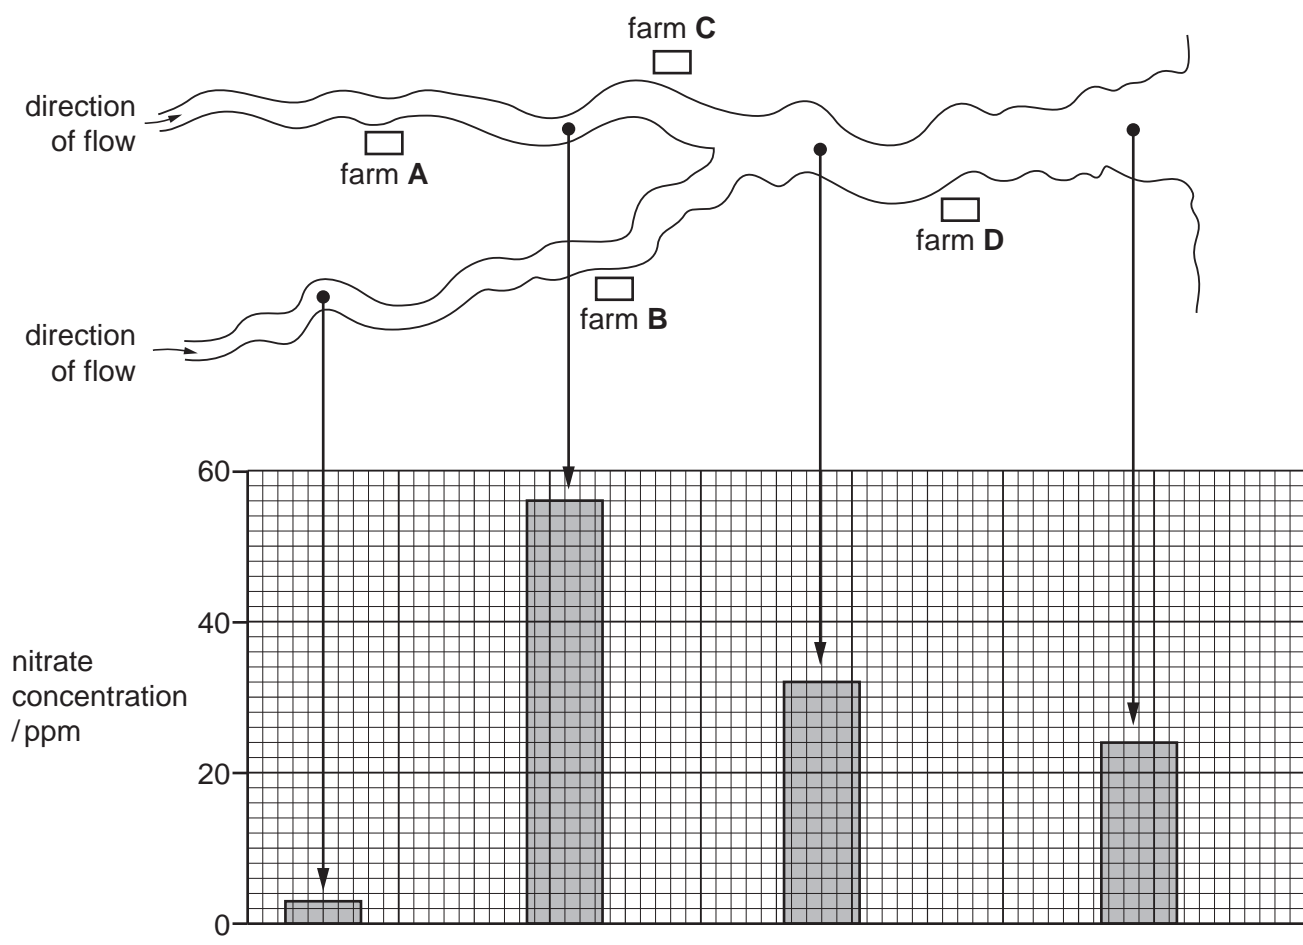 farm C
direction
of flow
farm A
farm D
farm B
direction
of flow
60
40
nitrate
concentration
/ppm
20
0